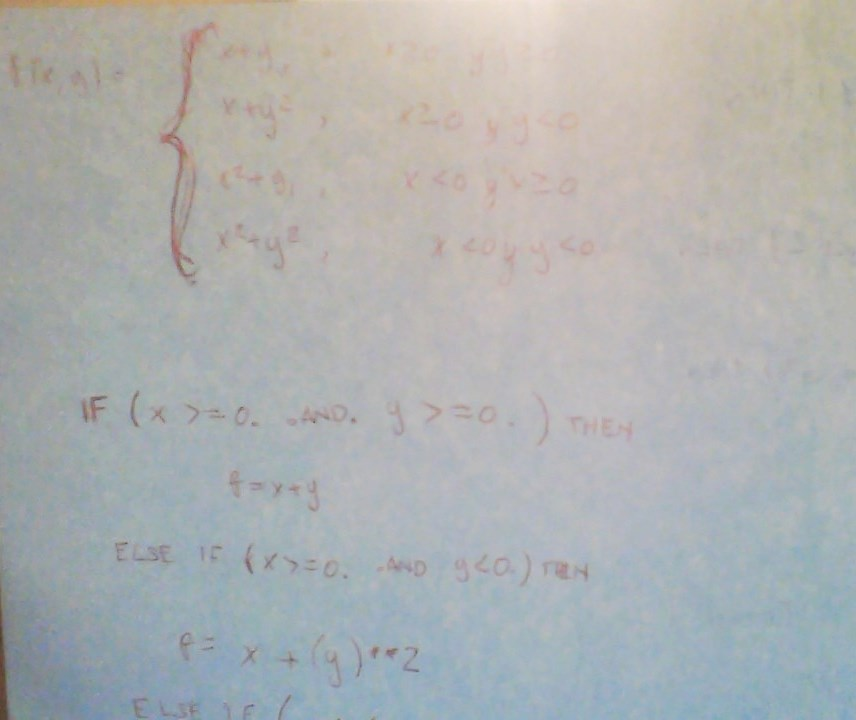 f(x,y) =
x+y, x≥0 y y≥0
x+y², x≥0 y y<0
x²+y, x<0 y y≥0
x²+y², x<0 y y<0
IF (x >=0. .AND. y >=0.) THEN
f=x+y
ELSE IF (x>=0. .AND y<0.) THEN
f= x + (y)**2
ELSE IF (